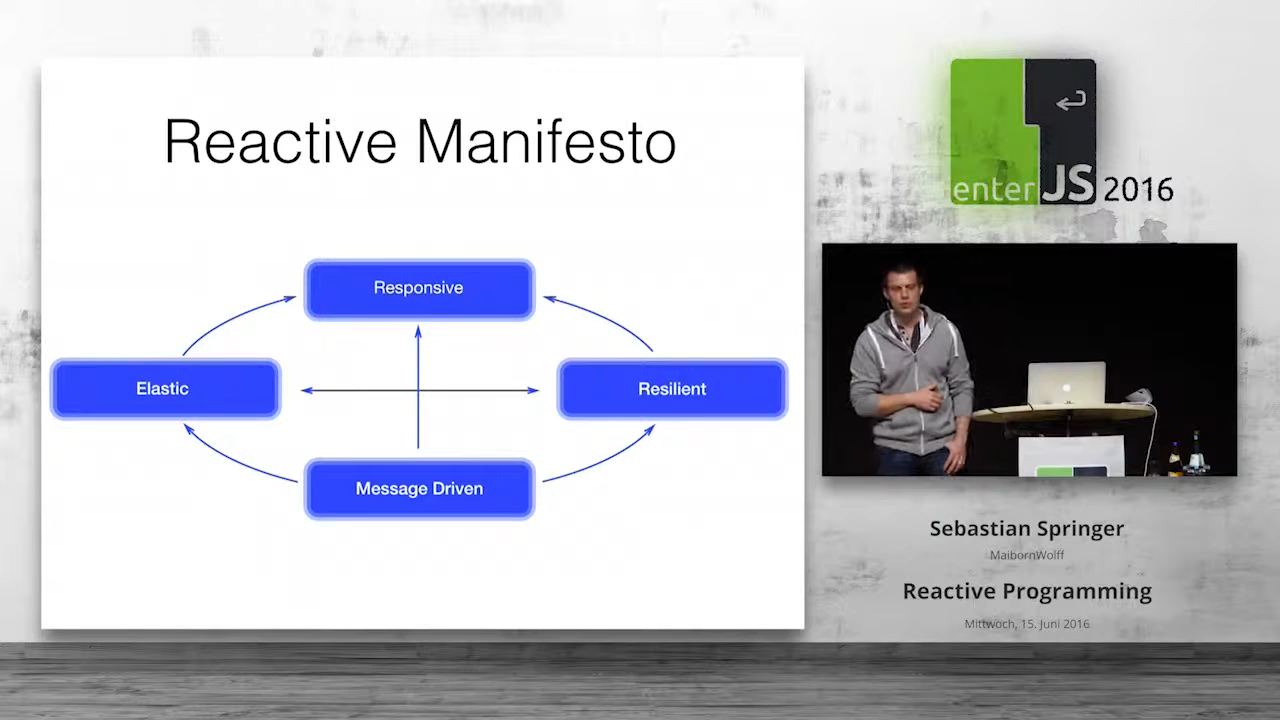 Reactive Manifesto
Responsive
Elastic
Resilient
Message Driven
enter JS 2016
Sebastian Springer
MaibornWolff
Reactive Programming
Mittwoch, 15. Juni 2016